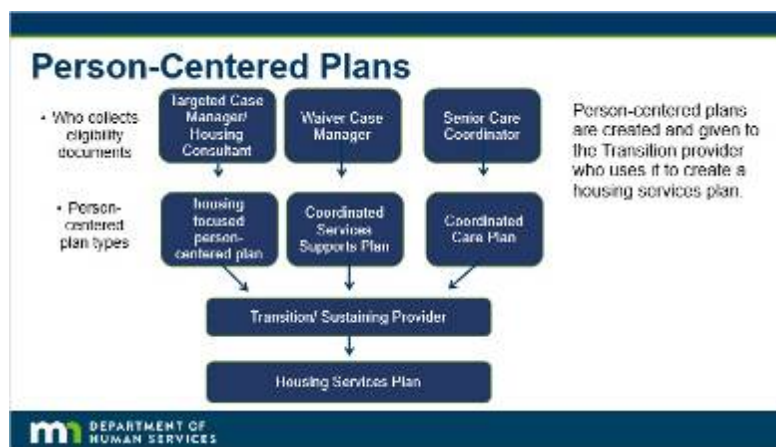 Person-Centered Plans
• Who collects
eligibility
documents
Targeted Case
Manager/
Housing
Consultant
Waiver Case
Manager
Senior Care
Coordinator
Person-centered plans
are created and given to
the Transition provider
who uses it to create a
housing services plan.
• Person-
centered
plan types
housing
focused
person-
centered plan
Coordinated
Services
Supports Plan
Coordinated
Care Plan
Transition/ Sustaining Provider
Housing Services Plan
mn DEPARTMENT OF
HUMAN SERVICES